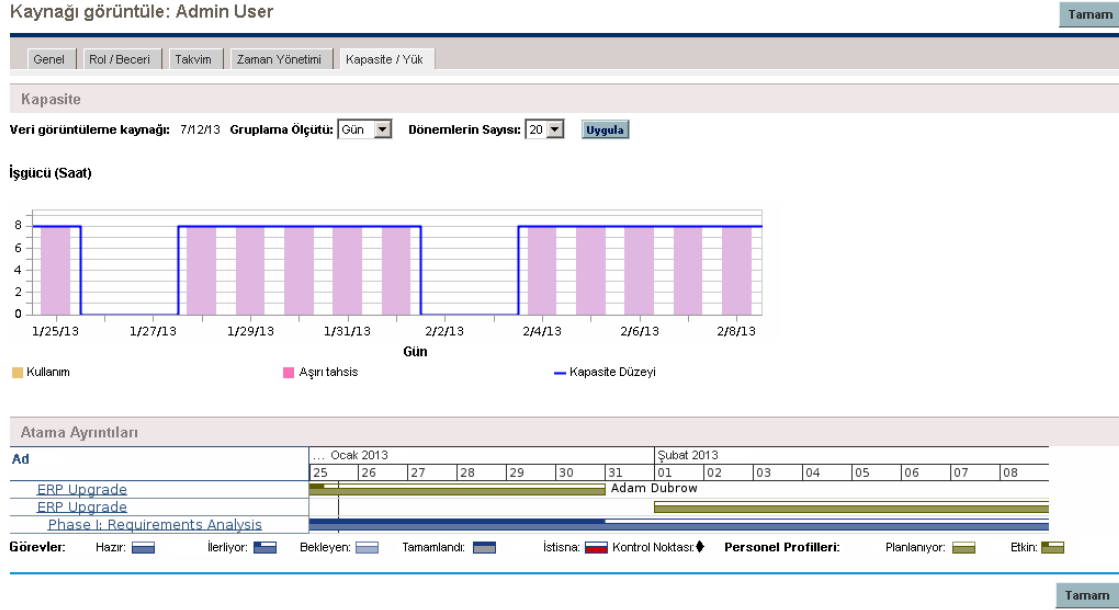 Kaynağı görüntüle: Admin User
Tamam
Genel Rol / Beceri Takvim Zaman Yönetimi Kapasite / Yük
Kapasite
Veri görüntüleme kaynağı: 7/12/13 Gruplama Ölçütü: Gün Dönemlerin Sayısı: 20 Uygula
İşgücü (Saat)
8
6
4
2
0
1/25/13 1/27/13 1/29/13 1/31/13 2/2/13 2/4/13 2/6/13 2/8/13
Gün
Kullanım Aşırı tahsis Kapasite Düzeyi
Atama Ayrıntıları
Ad
... Ocak 2013 Şubat 2013
25 26 27 28 29 30 31 01 02 03 04 05 06 07 08
ERP Upgrade Adam Dubrow
ERP Upgrade
Phase I: Requirements Analysis
Görevler: Hazır: İlerliyor: Bekleyen: Tamamlandı: İstisna: Kontrol Noktası: Personel Profilleri: Planlanıyor: Etkin:
Tamam